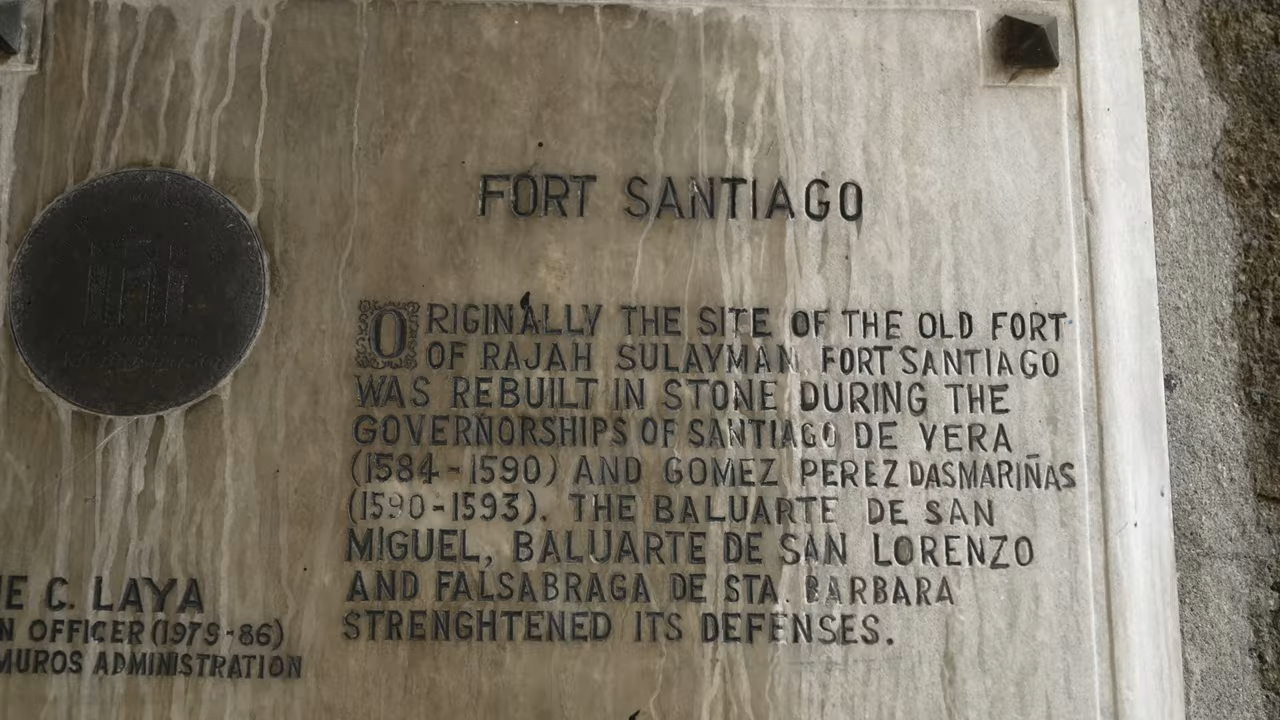 FORT SANTIAGO
ORIGINALLY THE SITE OF THE OLD FORT
OF RAJAH SULAYMAN, FORT SANTIAGO
WAS REBUILT IN STONE DURING THE
GOVERNORSHIPS OF SANTIAGO DE VERA
(1584-1590) AND GOMEZ PEREZ DASMARIÑAS
(1590-1593). THE BALUARTE DE SAN
MIGUEL, BALUARTE DE SAN LORENZO
AND FALSABRAGA DE STA. BARBARA
STRENGHTENED ITS DEFENSES.
E C. LAYA
N OFFICER (1979-86)
MUROS ADMINISTRATION